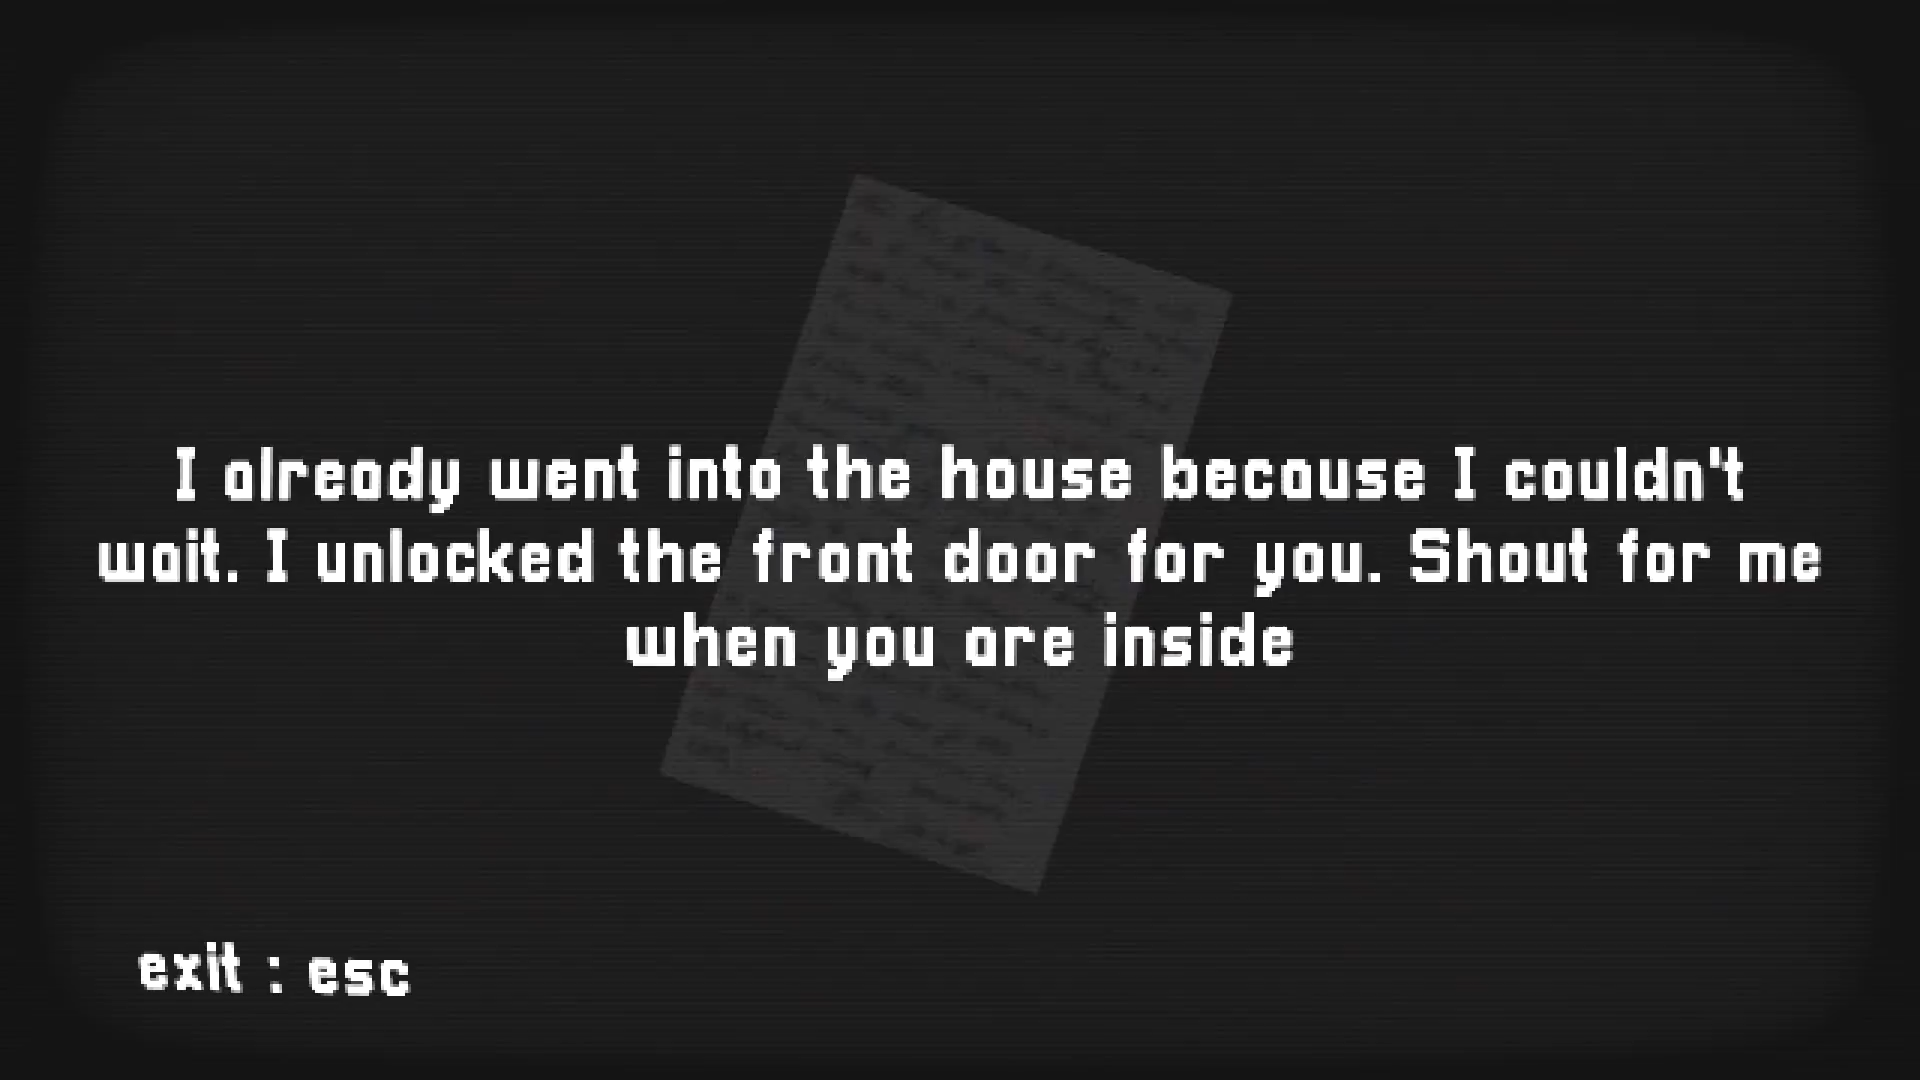 I already went into the house because I couldn't
wait. I unlocked the front door for you. Shout for me
when you are inside
exit : esc